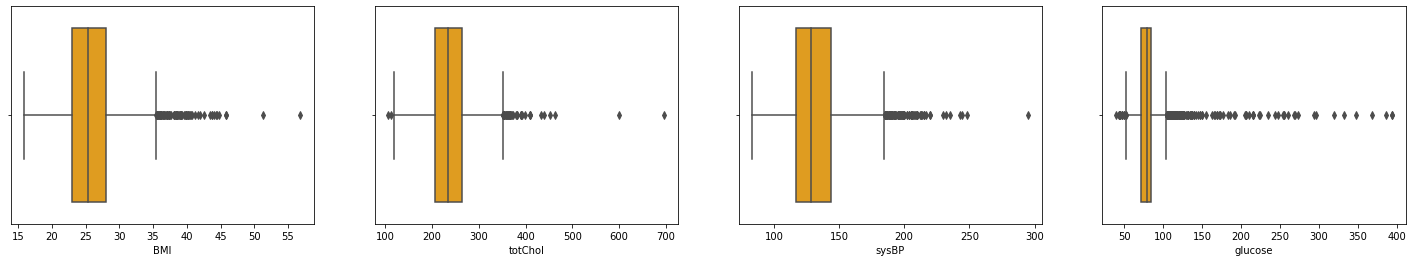 15 20 25 30 35 40 45 50 55
BMI
100 200 300 400 500 600 700
totChol
100 150 200 250 300
sysBP
50 100 150 200 250 300 350 400
glucose